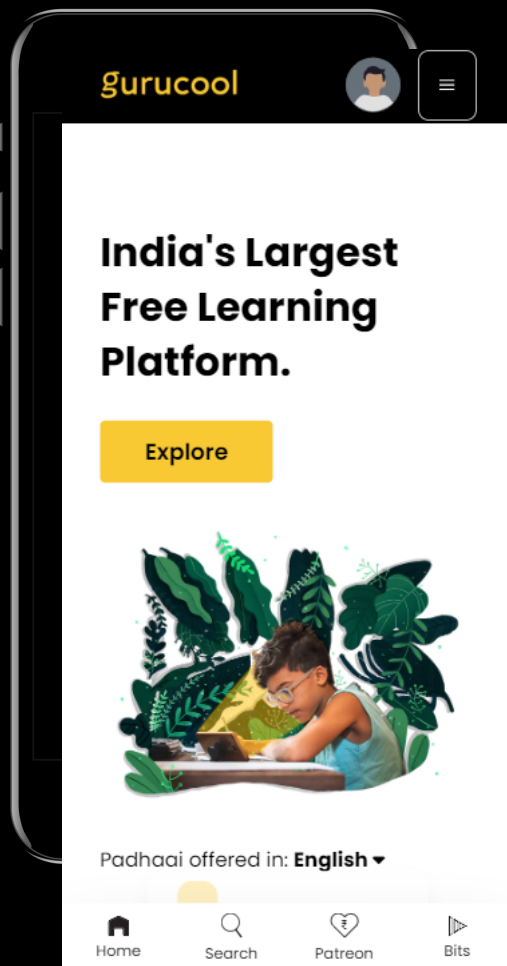 gurucool
India's Largest
Free Learning
Platform.
Explore
Padhaai offered in: English
Home
Search
Patreon
Bits